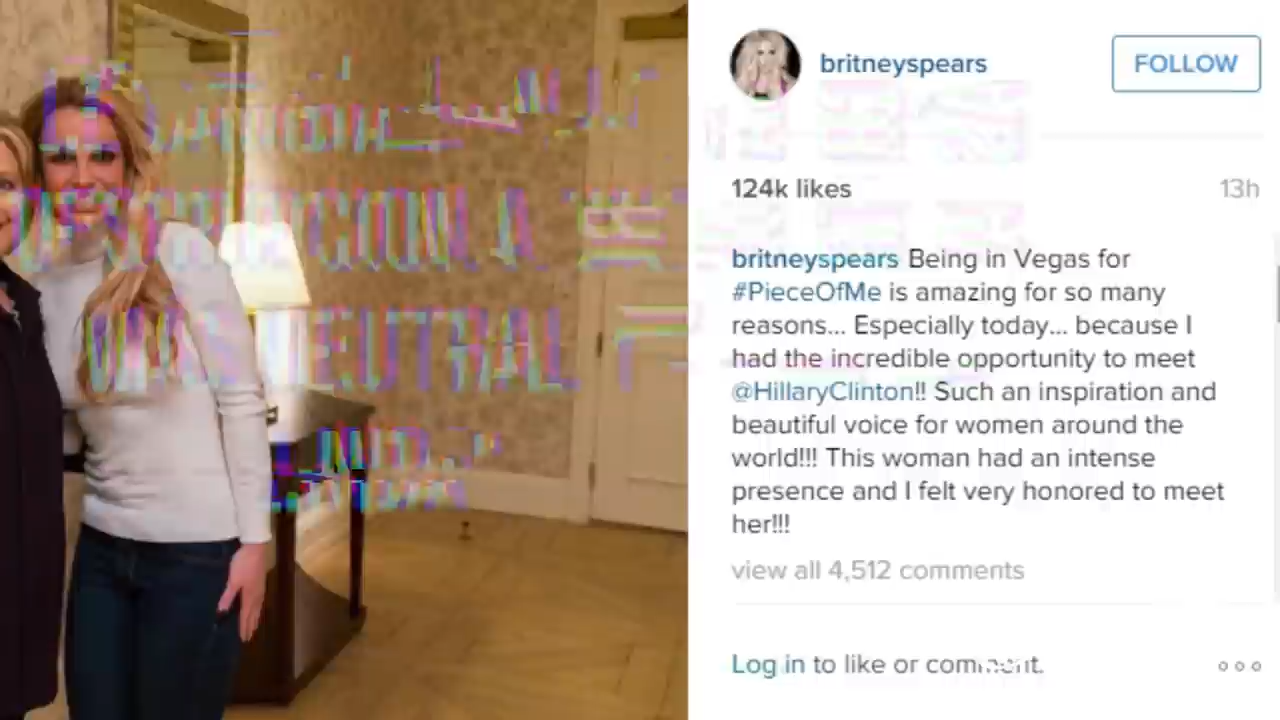 britneyspears
FOLLOW
124k likes
13h
britneyspears Being in Vegas for
#PieceOfMe is amazing for so many
reasons... Especially today... because I
had the incredible opportunity to meet
@HillaryClinton!! Such an inspiration and
beautiful voice for women around the
world!!! This woman had an intense
presence and I felt very honored to meet
her!!!
view all 4,512 comments
Log in to like or comment.
NEUTRAL